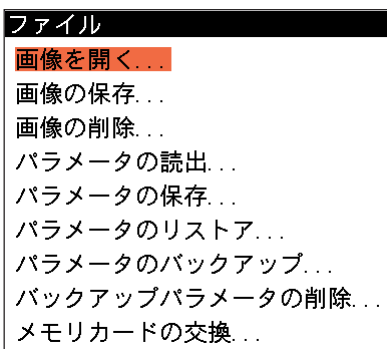 ファイル
画像を開く...
画像の保存...
画像の削除...
パラメータの読出...
パラメータの保存...
パラメータのリストア...
パラメータのバックアップ...
バックアップパラメータの削除...
メモリカードの交換...